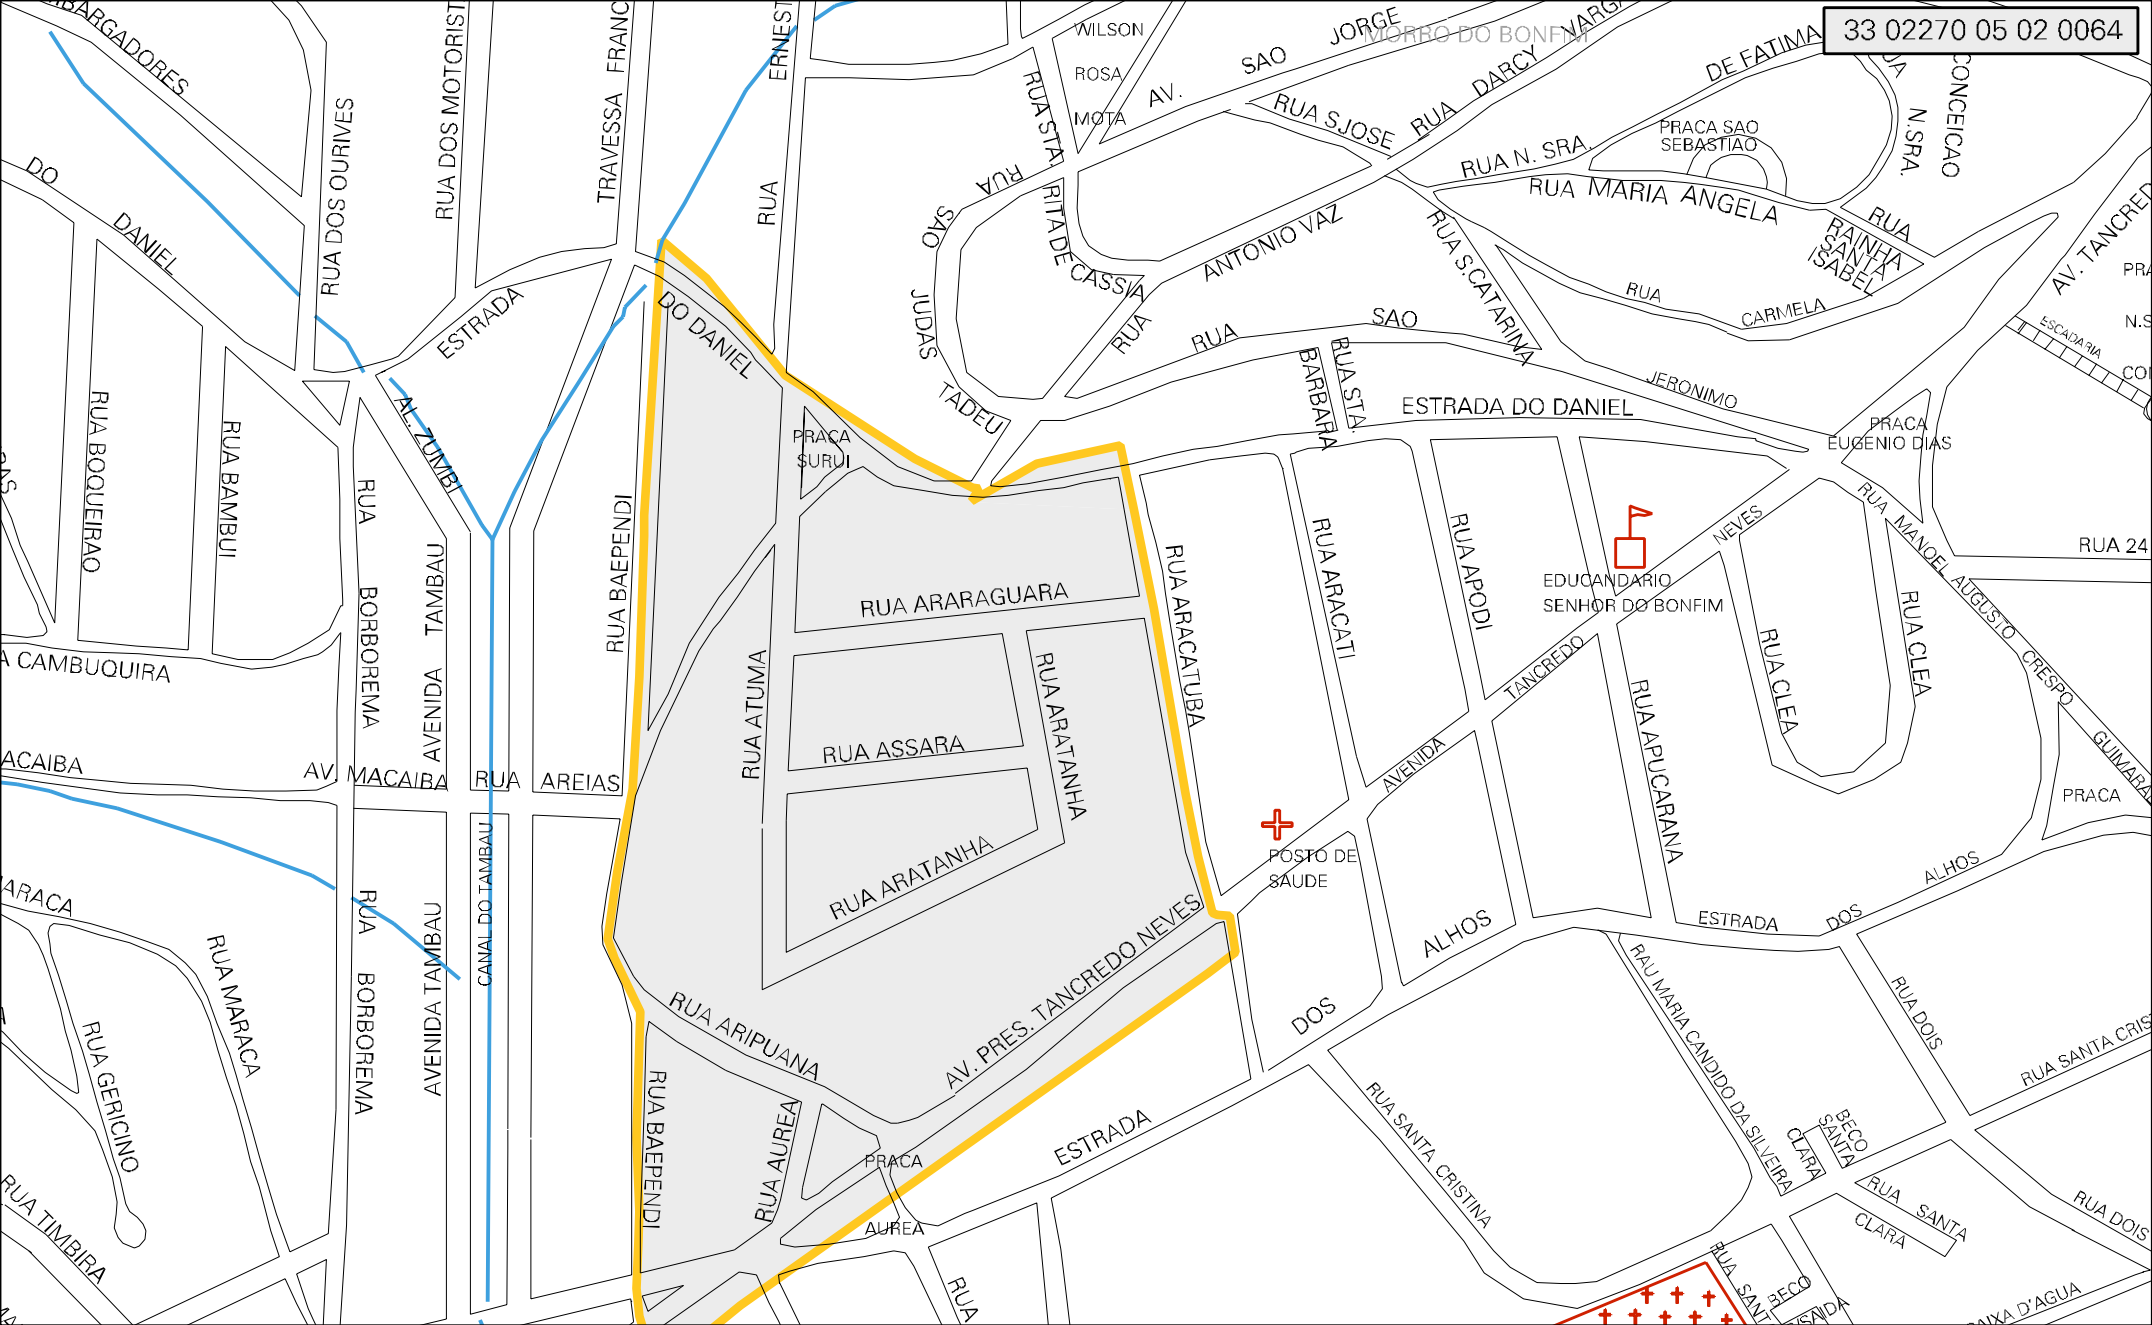 33 02270 05 02 0064
MORRO DO BONFIM
DO
DANIEL
RUA DOS OURIVES
RUA DOS MOTORIST
TRAVESSA FRANC
RUA
ERNEST
WILSON
ROSA
MOTA
RUA STA.
RITA DE CASSIA
AV.
SAO
JORGE
RUA S.JOSE
RUA
DARCY
VARGA
DE FATIMA
RUA N. SRA.
PRACA SAO
SEBASTIAO
N.SRA.
CONCEICAO
RUA MARIA ANGELA
RUA
RAINHA
SANTA
ISABEL
AV. TANCRED
RUA
SAO
JUDAS
TADEU
RUA
ANTONIO VAZ
RUA S.CATARINA
RUA
CARMELA
ESCADARIA
RUA
SAO
JERONIMO
ESTRADA
DO DANIEL
RUA STA.
BARBARA
ESTRADA DO DANIEL
PRACA
EUGENIO DIAS
PRACA
SURUI
AL. ZUMBI
RUA BOQUEIRAO
RUA BAMBUI
RUA
BORBOREMA
AVENIDA TAMBAU
RUA BAEPENDI
RUA ARACATUBA
RUA ARACATI
RUA APODI
NEVES
EDUCANDARIO
SENHOR DO BONFIM
RUA MANOEL AUGUSTO CRESPO
RUA 24
RUA CLEA
RUA CLEA
RUA ARARAGUARA
A CAMBUQUIRA
RUA ATUMA
RUA ASSARA
RUA ARATANHA
RUA ARATANHA
TANCREDO
AVENIDA
RUA APUCARANA
ACAIBA
AV. MACAIBA
RUA AREIAS
PRACA
CANAL DO TAMBAU
POSTO DE
SAUDE
ALHOS
DOS
ESTRADA
ARACA
RUA MARACA
RUA
BORBOREMA
AVENIDA TAMBAU
ALHOS
DOS
ESTRADA
AV. PRES. TANCREDO NEVES
RUA ARIPUANA
RUA GERICINO
RUA BAEPENDI
RUA AUREA
PRACA
AUREA
RAU MARIA CANDIDO DA SILVEIRA
RUA DOIS
RUA SANTA CRIS
RUA SANTA CRISTINA
BECO
SANTA
CLARA
RUA SANTA
CLARA
RUA DOIS
RUA TIMBIRA
RUA
RUA SANT
BECO
AIXA D'AGUA